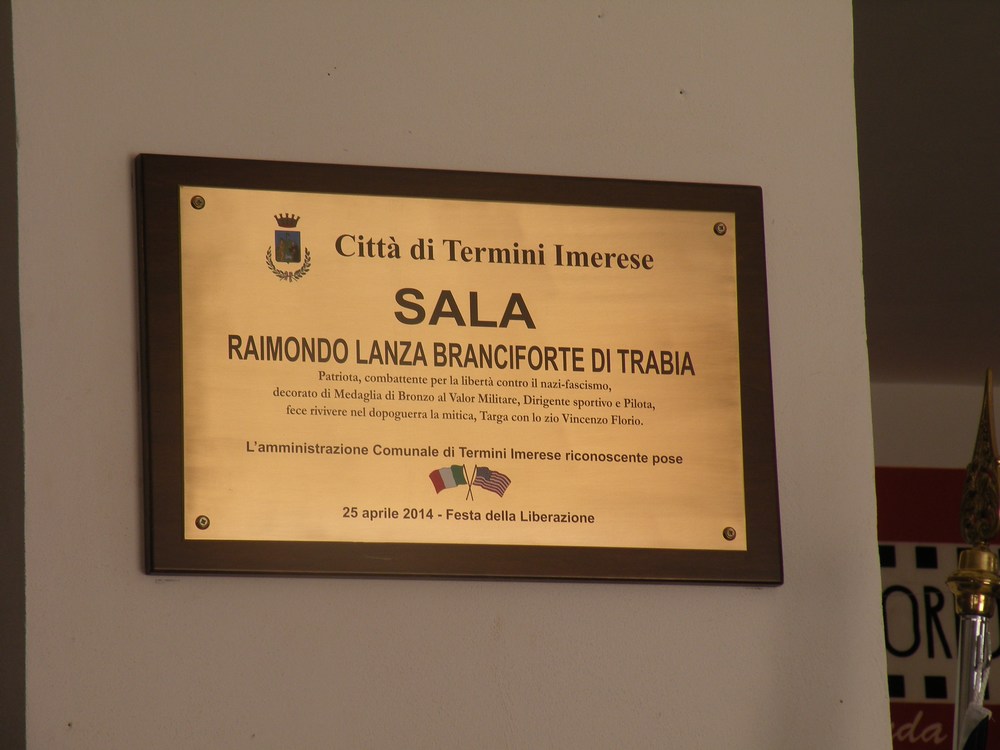 Città di Termini Imerese
SALA
RAIMONDO LANZA BRANCIFORTE DI TRABIA
Patriota, combattente per la libertà contro il nazi-fascismo,
decorato di Medaglia di Bronzo al Valor Militare, Dirigente sportivo e Pilota,
fece rivivere nel dopoguerra la mitica, Targa con lo zio Vincenzo Florio.
L'amministrazione Comunale di Termini Imerese riconoscente pose
25 aprile 2014 - Festa della Liberazione